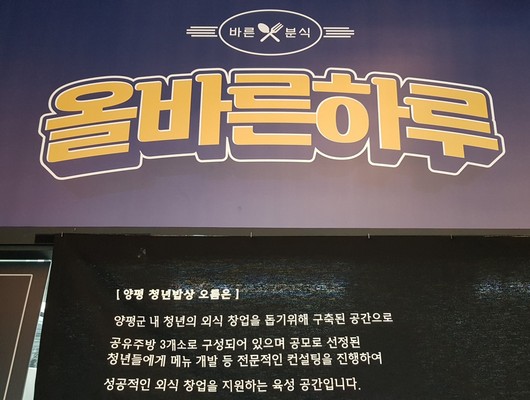 바른 분식
올바른하루
[ 양평 청년밥상 오름은 ]
양평군 내 청년의 외식 창업을 돕기위해 구축된 공간으로
공유주방 3개소로 구성되어 있으며 공모로 선정된
청년들에게 메뉴 개발 등 전문적인 컨설팅을 진행하여
성공적인 외식 창업을 지원하는 육성 공간입니다.